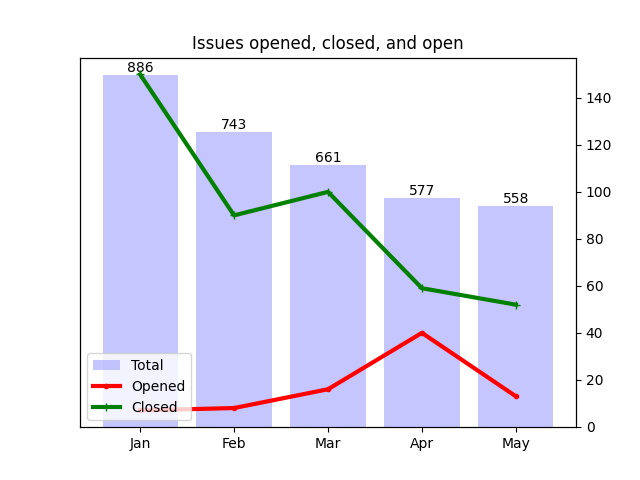 Issues opened, closed, and open
886
743
661
577
558
140
120
100
80
60
40
20
0
Total
Opened
Closed
Jan Feb Mar Apr May